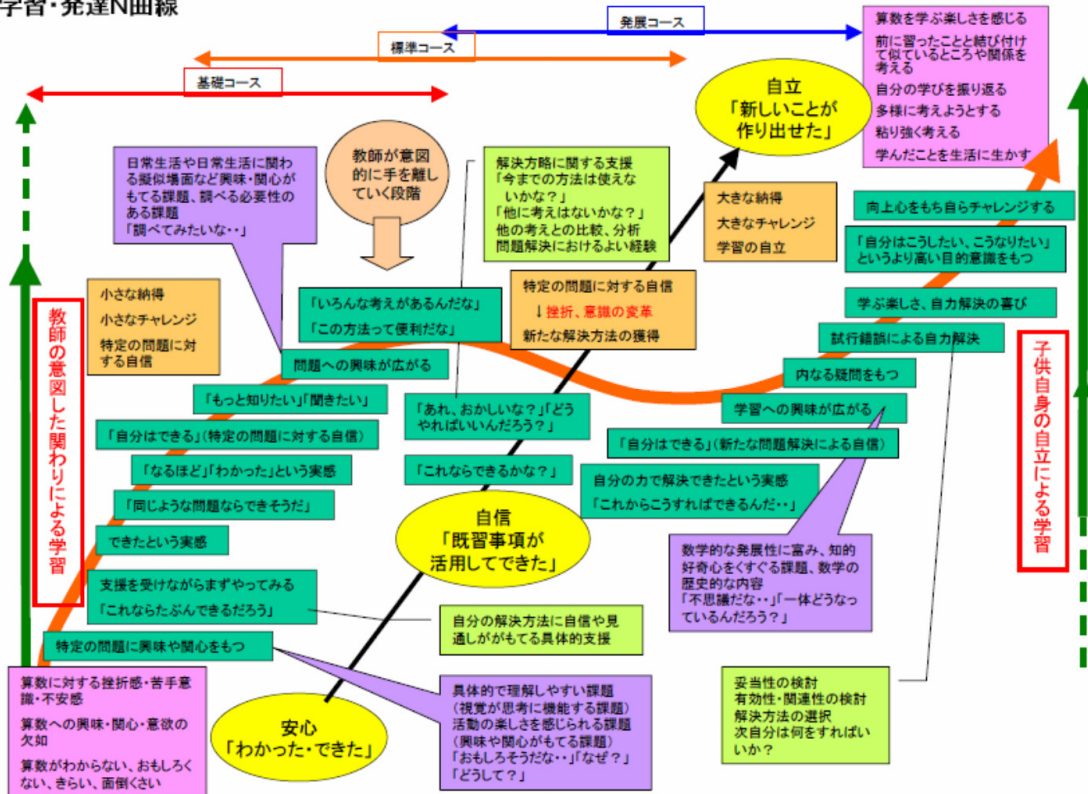 学習・発達N曲線
発展コース
標準コース
基礎コース
算数を学ぶ楽しさを感じる
前に習ったことと結び付け
て似ているところや関係を
考える
自分の学びを振り返る
多様に考えようとする
粘り強く考える
学んだことを生活に生かす
自立
「新しいことが
作り出せた」
教師が意図
的に手を離し
ていく段階
日常生活や日常生活に関わ
る擬似場面など興味・関心が
もてる課題、調べる必要性の
ある課題
「調べてみたいな・・」
解決方略に関する支援
「今までの方法は使えな
いかな?」
「他に考えはないかな?」
他の考えとの比較、分析
問題解決におけるよい経験
大きな納得
大きなチャレンジ
学習の自立
向上心をもち自らチャレンジする
「自分はこうしたい、こうなりたい」
というより高い目的意識をもつ
小さな納得
小さなチャレンジ
特定の問題に対
する自信
「いろんな考えがあるんだな」
「この方法って便利だな」
特定の問題に対する自信
↓挫折、意識の変革
新たな解決方法の獲得
学ぶ楽しさ、自力解決の喜び
試行錯誤による自力解決
教師の意図した関わりによる学習
子供自身の自立による学習
問題への興味が広がる
内なる疑問をもつ
「もっと知りたい」「聞きたい」
「あれ、おかしいな?」「どう
やればいいんだろう?」
学習への興味が広がる
「自分はできる」(特定の問題に対する自信)
「自分はできる」(新たな問題解決による自信)
「なるほど」「わかった」という実感
「これならできるかな?」
自分の力で解決できたという実感
「これからこうすればできるんだ・・」
「同じような問題ならできそうだ」
自信
「既習事項が
活用してできた」
できたという実感
数学的な発展性に富み、知的
好奇心をくすぐる課題、数学の
歴史的な内容
「不思議だな・・」「一体どうなっ
ているんだろう?」
支援を受けながらまずやってみる
「これならたぶんできるだろう」
自分の解決方法に自信や見
通しががもてる具体的支援
特定の問題に興味や関心をもつ
算数に対する挫折感・苦手意
識・不安感
算数への興味・関心・意欲の
欠如
算数がわからない、おもしろく
ない、きらい、面倒くさい
安心
「わかった・できた」
具体的で理解しやすい課題
(視覚が思考に機能する課題)
活動の楽しさを感じられる課題
(興味や関心がもてる課題)
「おもしろそうだな・・」「なぜ?」
「どうして?」
妥当性の検討
有効性・関連性の検討
解決方法の選択
次自分は何をすればい
いか?